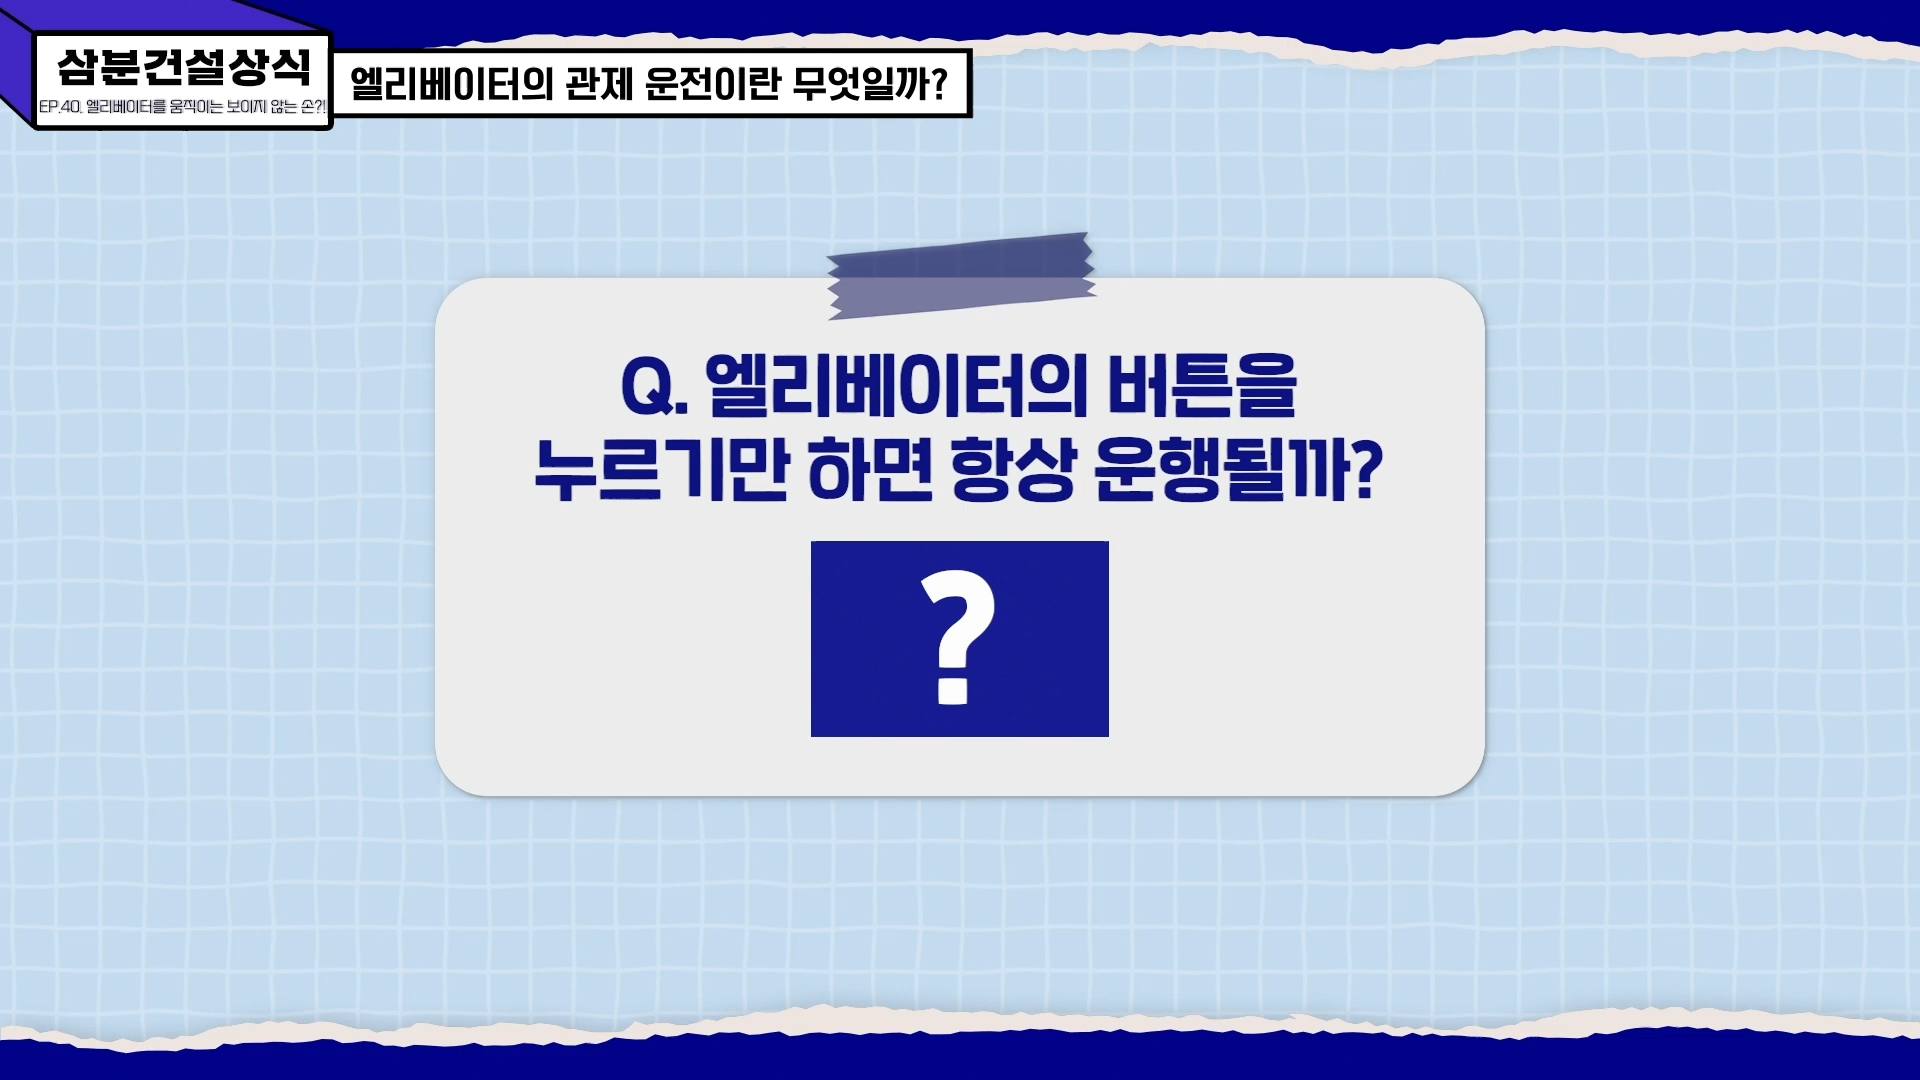 삼분건설상식
EP.40. 엘리베이터를 움직이는 보이지 않는 손?!
엘리베이터의 관제 운전이란 무엇일까?
Q. 엘리베이터의 버튼을
누르기만 하면 항상 운행될까?
?